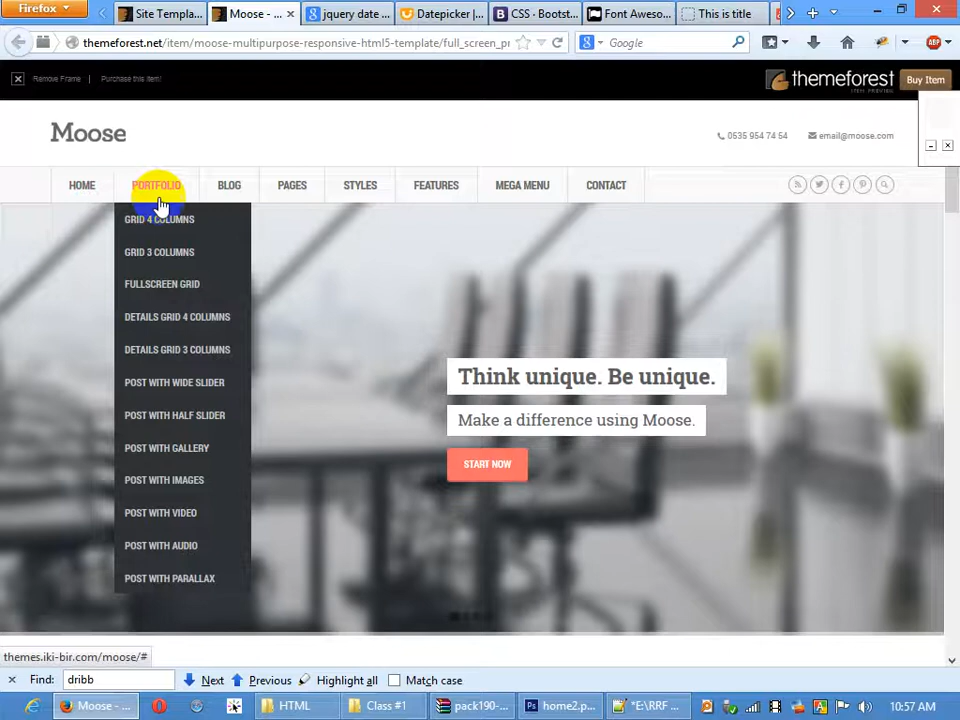 Firefox
Site Templa...
Moose - ...
jquery date ...
Datepicker |...
CSS · Bootst...
Font Aweso...
This is title
themeforest.net/item/moose-multipurpose-responsive-html5-template/full_screen_pr
Google
ABP
Remove Frame
Purchase this item!
themeforest
ITEM PREVIEW
Buy Item
Moose
0535 954 74 54
email@moose.com
HOME
PORTFOLIO
BLOG
PAGES
STYLES
FEATURES
MEGA MENU
CONTACT
GRID 4 COLUMNS
GRID 3 COLUMNS
FULLSCREEN GRID
DETAILS GRID 4 COLUMNS
DETAILS GRID 3 COLUMNS
POST WITH WIDE SLIDER
POST WITH HALF SLIDER
POST WITH GALLERY
POST WITH IMAGES
POST WITH VIDEO
POST WITH AUDIO
POST WITH PARALLAX
Think unique. Be unique.
Make a difference using Moose.
START NOW
themes.iki-bir.com/moose/#
Find: dribb Next Previous Highlight all Match case
Moose - ...
HTML
Class #1
pack190-...
home2.p...
*E:\RRF ...
10:57 AM